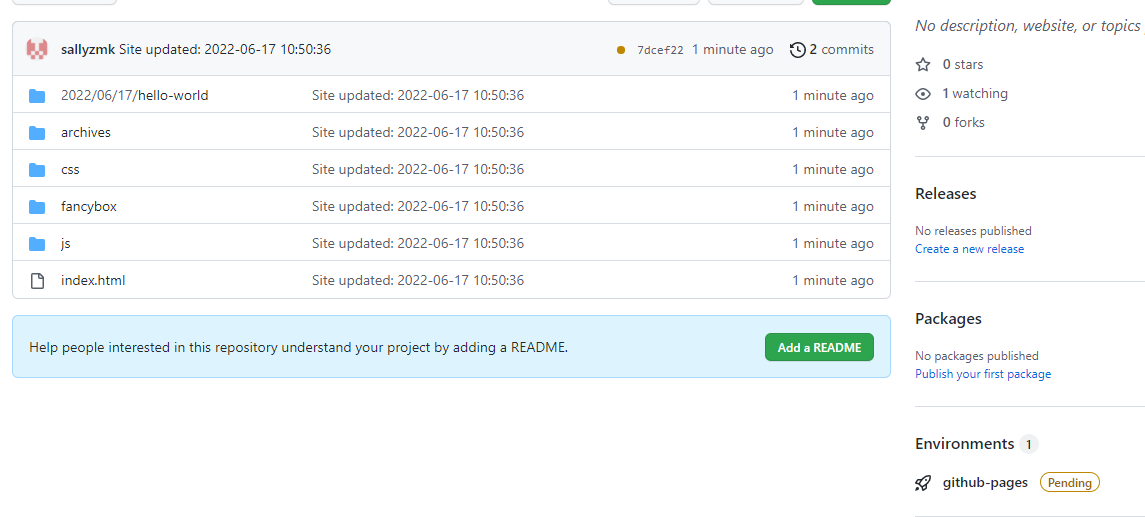 sallyzmk Site updated: 2022-06-17 10:50:36 7dcef22 1 minute ago 2 commits
2022/06/17/hello-world Site updated: 2022-06-17 10:50:36 1 minute ago
archives Site updated: 2022-06-17 10:50:36 1 minute ago
css Site updated: 2022-06-17 10:50:36 1 minute ago
fancybox Site updated: 2022-06-17 10:50:36 1 minute ago
js Site updated: 2022-06-17 10:50:36 1 minute ago
index.html Site updated: 2022-06-17 10:50:36 1 minute ago
Help people interested in this repository understand your project by adding a README. Add a README
No description, website, or topics
0 stars
1 watching
0 forks
Releases
No releases published
Create a new release
Packages
No packages published
Publish your first package
Environments 1
github-pages Pending